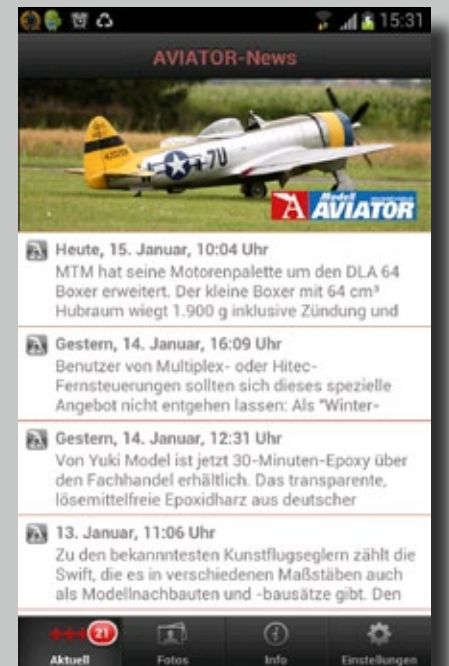 15:31
AVIATOR-News
7U
Modell
AVIATOR
Heute, 15. Januar, 10:04 Uhr
MTM hat seine Motorenpalette um den DLA 64
Boxer erweitert. Der kleine Boxer mit 64 cm³
Hubraum wiegt 1.900 g inklusive Zündung und
Gestern, 14. Januar, 16:09 Uhr
Benutzer von Multiplex- oder Hitec-
Fernsteuerungen sollten sich dieses spezielle
Angebot nicht entgehen lassen: Als "Winter-
Gestern, 14. Januar, 12:31 Uhr
Von Yuki Model ist jetzt 30-Minuten-Epoxy über
den Fachhandel erhältlich. Das transparente,
lösemittelfreie Epoxidharz aus deutscher
13. Januar, 11:06 Uhr
Zu den bekannntesten Kunstflugseglern zählt die
Swift, die es in verschiedenen Maßstäben auch
als Modellnachbauten und -bausätze gibt. Den
21
Aktuell
Fotos
Info
Einstellungen